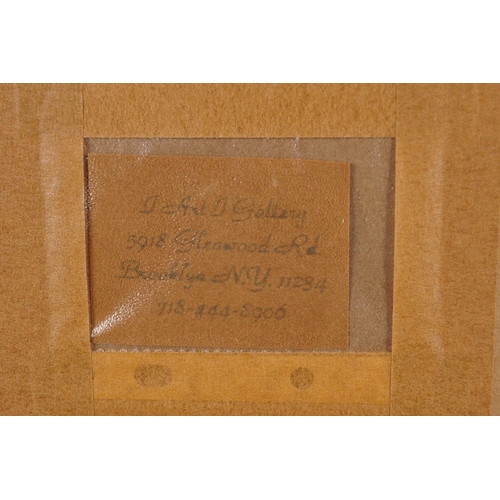 J Art J Gallery
5918 Glenwood Rd
Brooklyn N.Y. 11234
718-444-8006